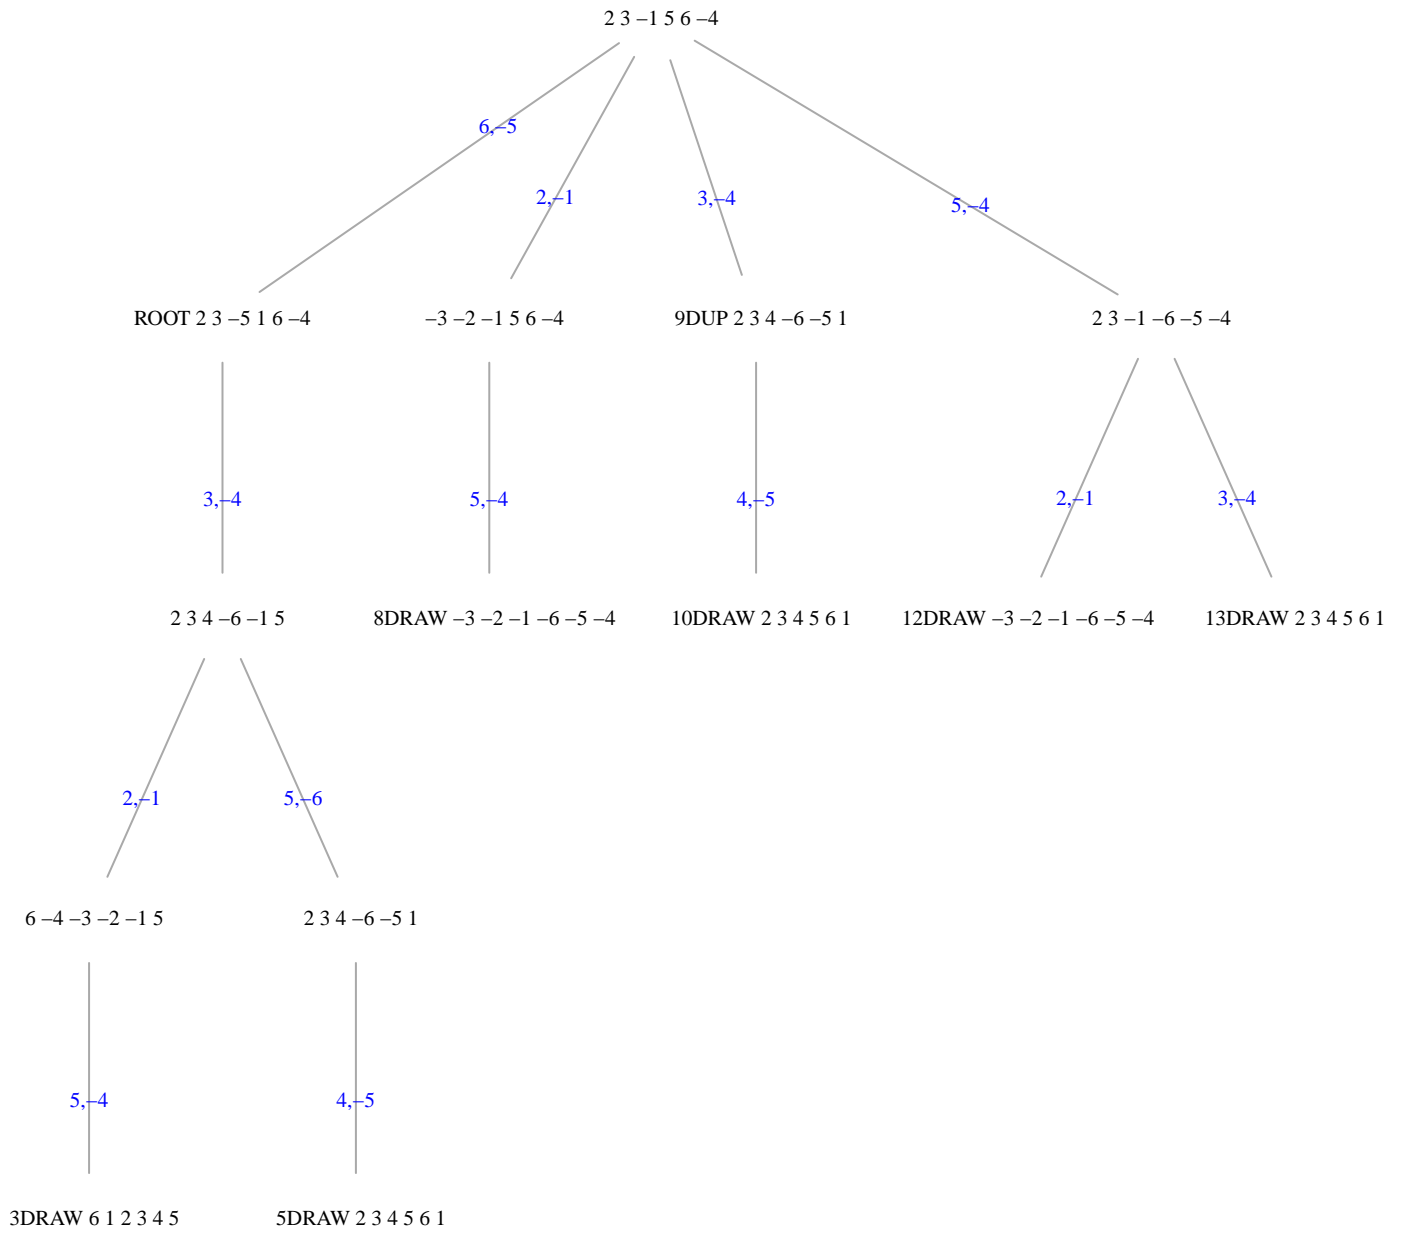 2 3 –1 5 6 –4
6,–5
2,–1
3,–4
5,–4
ROOT 2 3 –5 1 6 –4
–3 –2 –1 5 6 –4
9DUP 2 3 4 –6 –5 1
2 3 –1 –6 –5 –4
3,–4
5,–4
4,–5
2,–1
3,–4
2 3 4 –6 –1 5
8DRAW –3 –2 –1 –6 –5 –4
10DRAW 2 3 4 5 6 1
12DRAW –3 –2 –1 –6 –5 –4
13DRAW 2 3 4 5 6 1
2,–1
5,–6
6 –4 –3 –2 –1 5
2 3 4 –6 –5 1
5,–4
4,–5
3DRAW 6 1 2 3 4 5
5DRAW 2 3 4 5 6 1